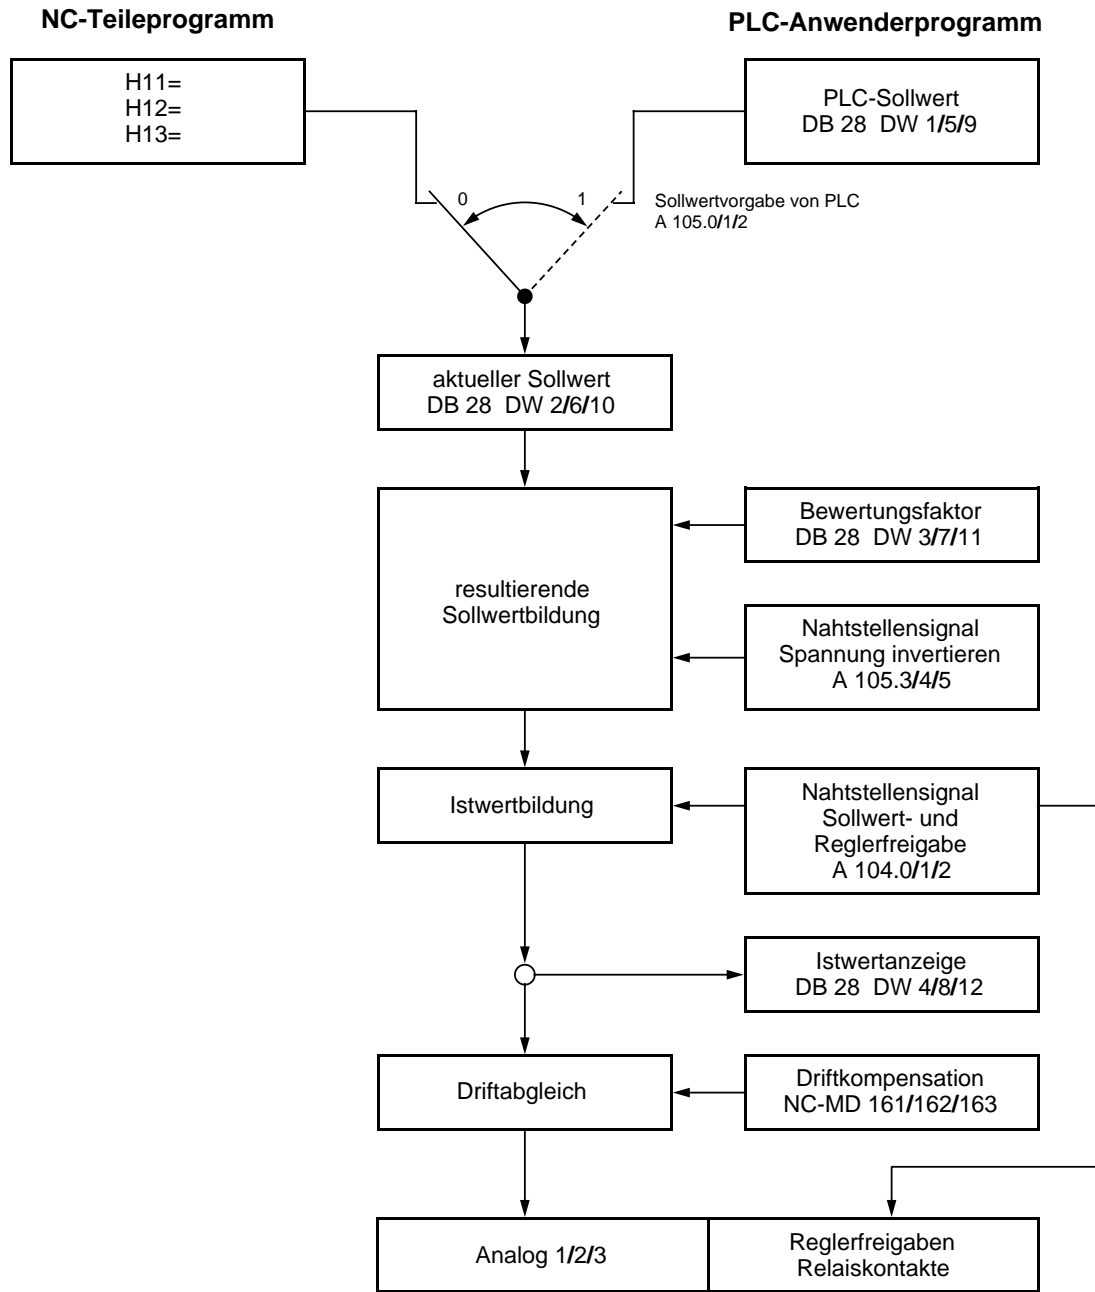 NC-Teileprogramm
PLC-Anwenderprogramm
H11=
H12=
H13=
PLC-Sollwert
DB 28 DW 1/5/9
0
1
Sollwertvorgabe von PLC
A 105.0/1/2
aktueller Sollwert
DB 28 DW 2/6/10
resultierende
Sollwertbildung
Bewertungsfaktor
DB 28 DW 3/7/11
Nahtstellensignal
Spannung invertieren
A 105.3/4/5
Istwertbildung
Nahtstellensignal
Sollwert- und
Reglerfreigabe
A 104.0/1/2
Istwertanzeige
DB 28 DW 4/8/12
Driftabgleich
Driftkompensation
NC-MD 161/162/163
Analog 1/2/3
Reglerfreigaben
Relaiskontakte